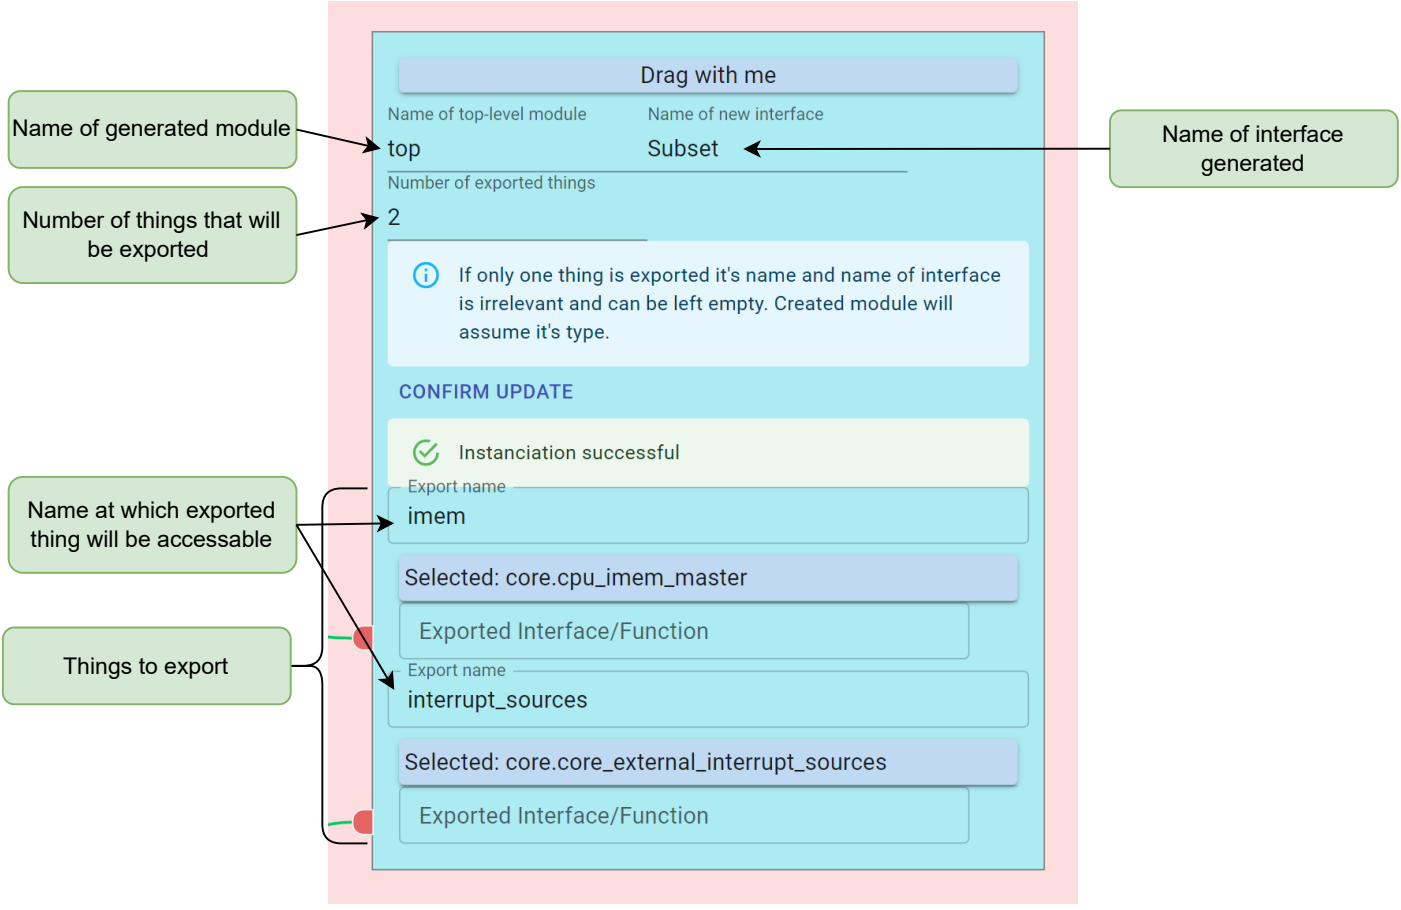 Drag with me
Name of generated module
Name of top-level module
Name of new interface
top
Subset
Name of interface
generated
Number of exported things
Number of things that will
be exported
2
If only one thing is exported it's name and name of interface
is irrelevant and can be left empty. Created module will
assume it's type.
CONFIRM UPDATE
Instanciation successful
Name at which exported
thing will be accessable
Export name
imem
Selected: core.cpu_imem_master
Exported Interface/Function
Things to export
Export name
interrupt_sources
Selected: core.core_external_interrupt_sources
Exported Interface/Function